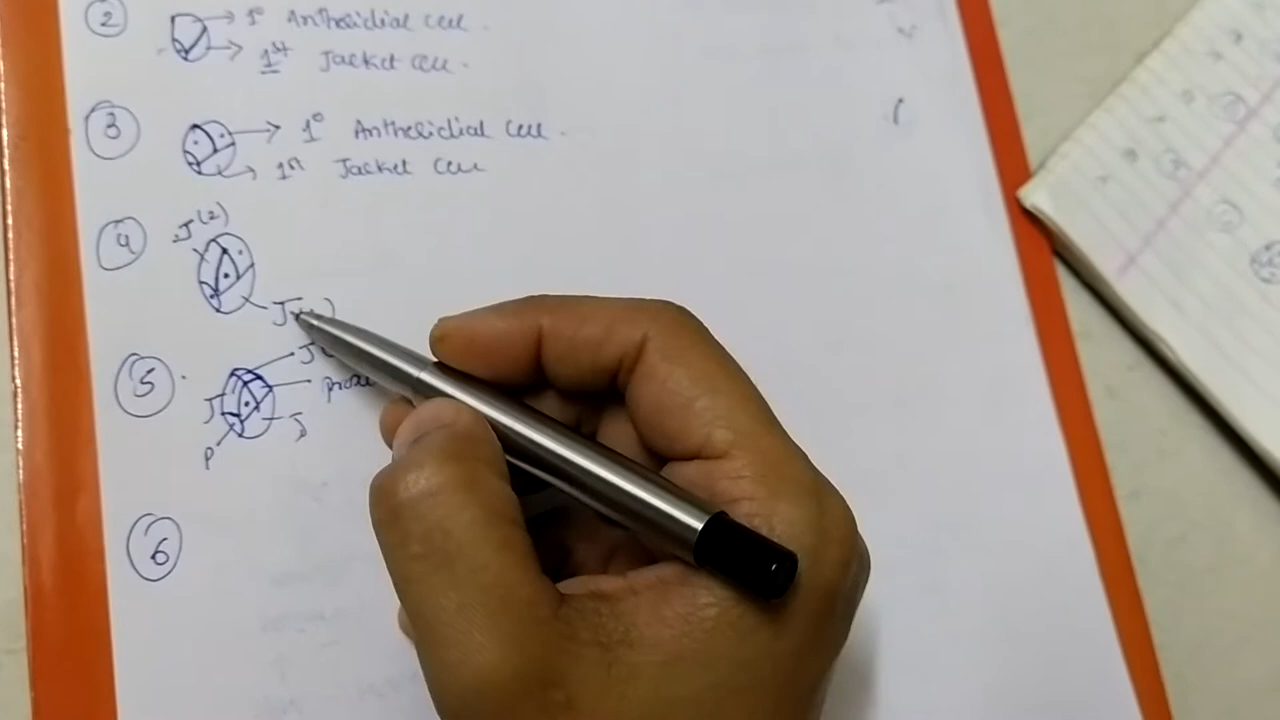 2 1° Antheridial cell.
1st Jacket cell.
3 1° Antheridial cell.
1st Jacket cell
4 J(2)
5 J
J
P
6